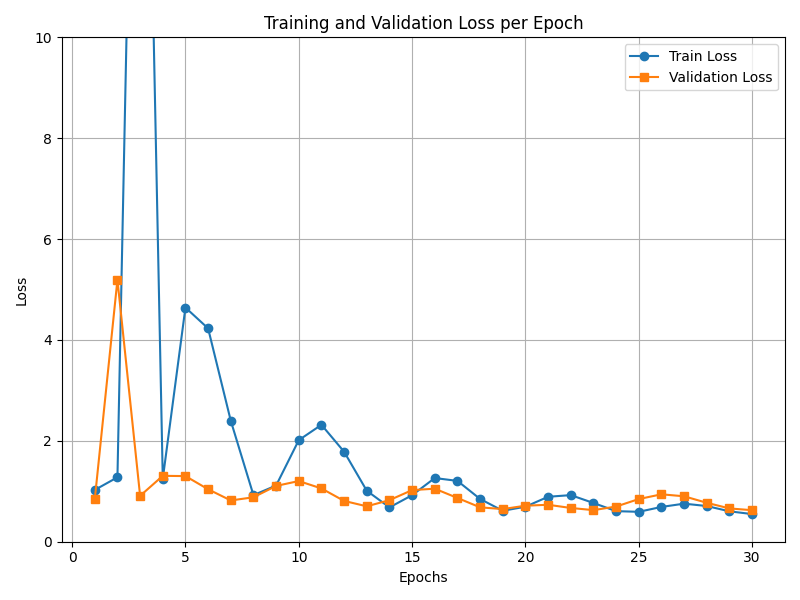 Training and Validation Loss per Epoch
Train Loss
Validation Loss
Loss
10
8
6
4
2
0
0 5 10 15 20 25 30
Epochs